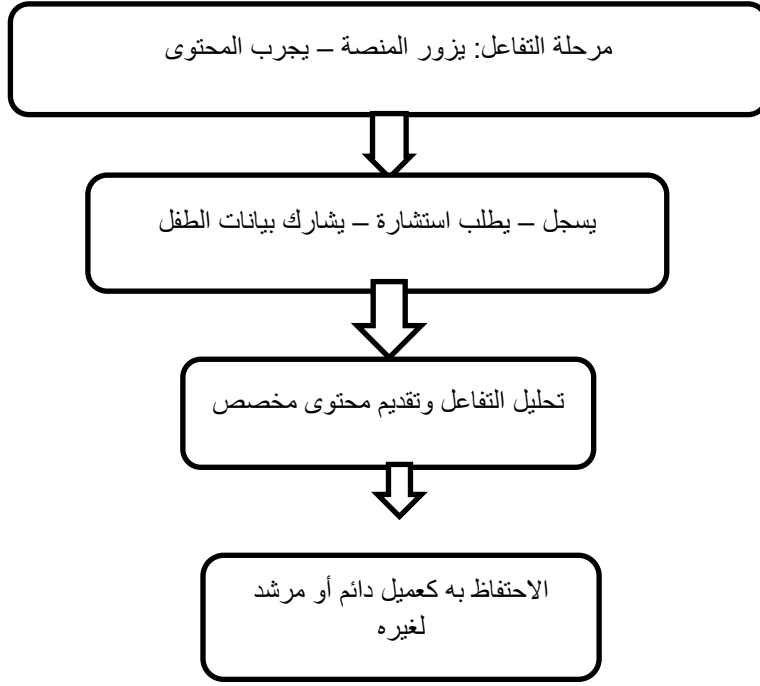 مرحلة التفاعل: يزور المنصة – يجرب المحتوى
يسجل – يطلب استشارة – يشارك بيانات الطفل
تحليل التفاعل وتقديم محتوى مخصص
الاحتفاظ به كعميل دائم أو مرشد
لغيره